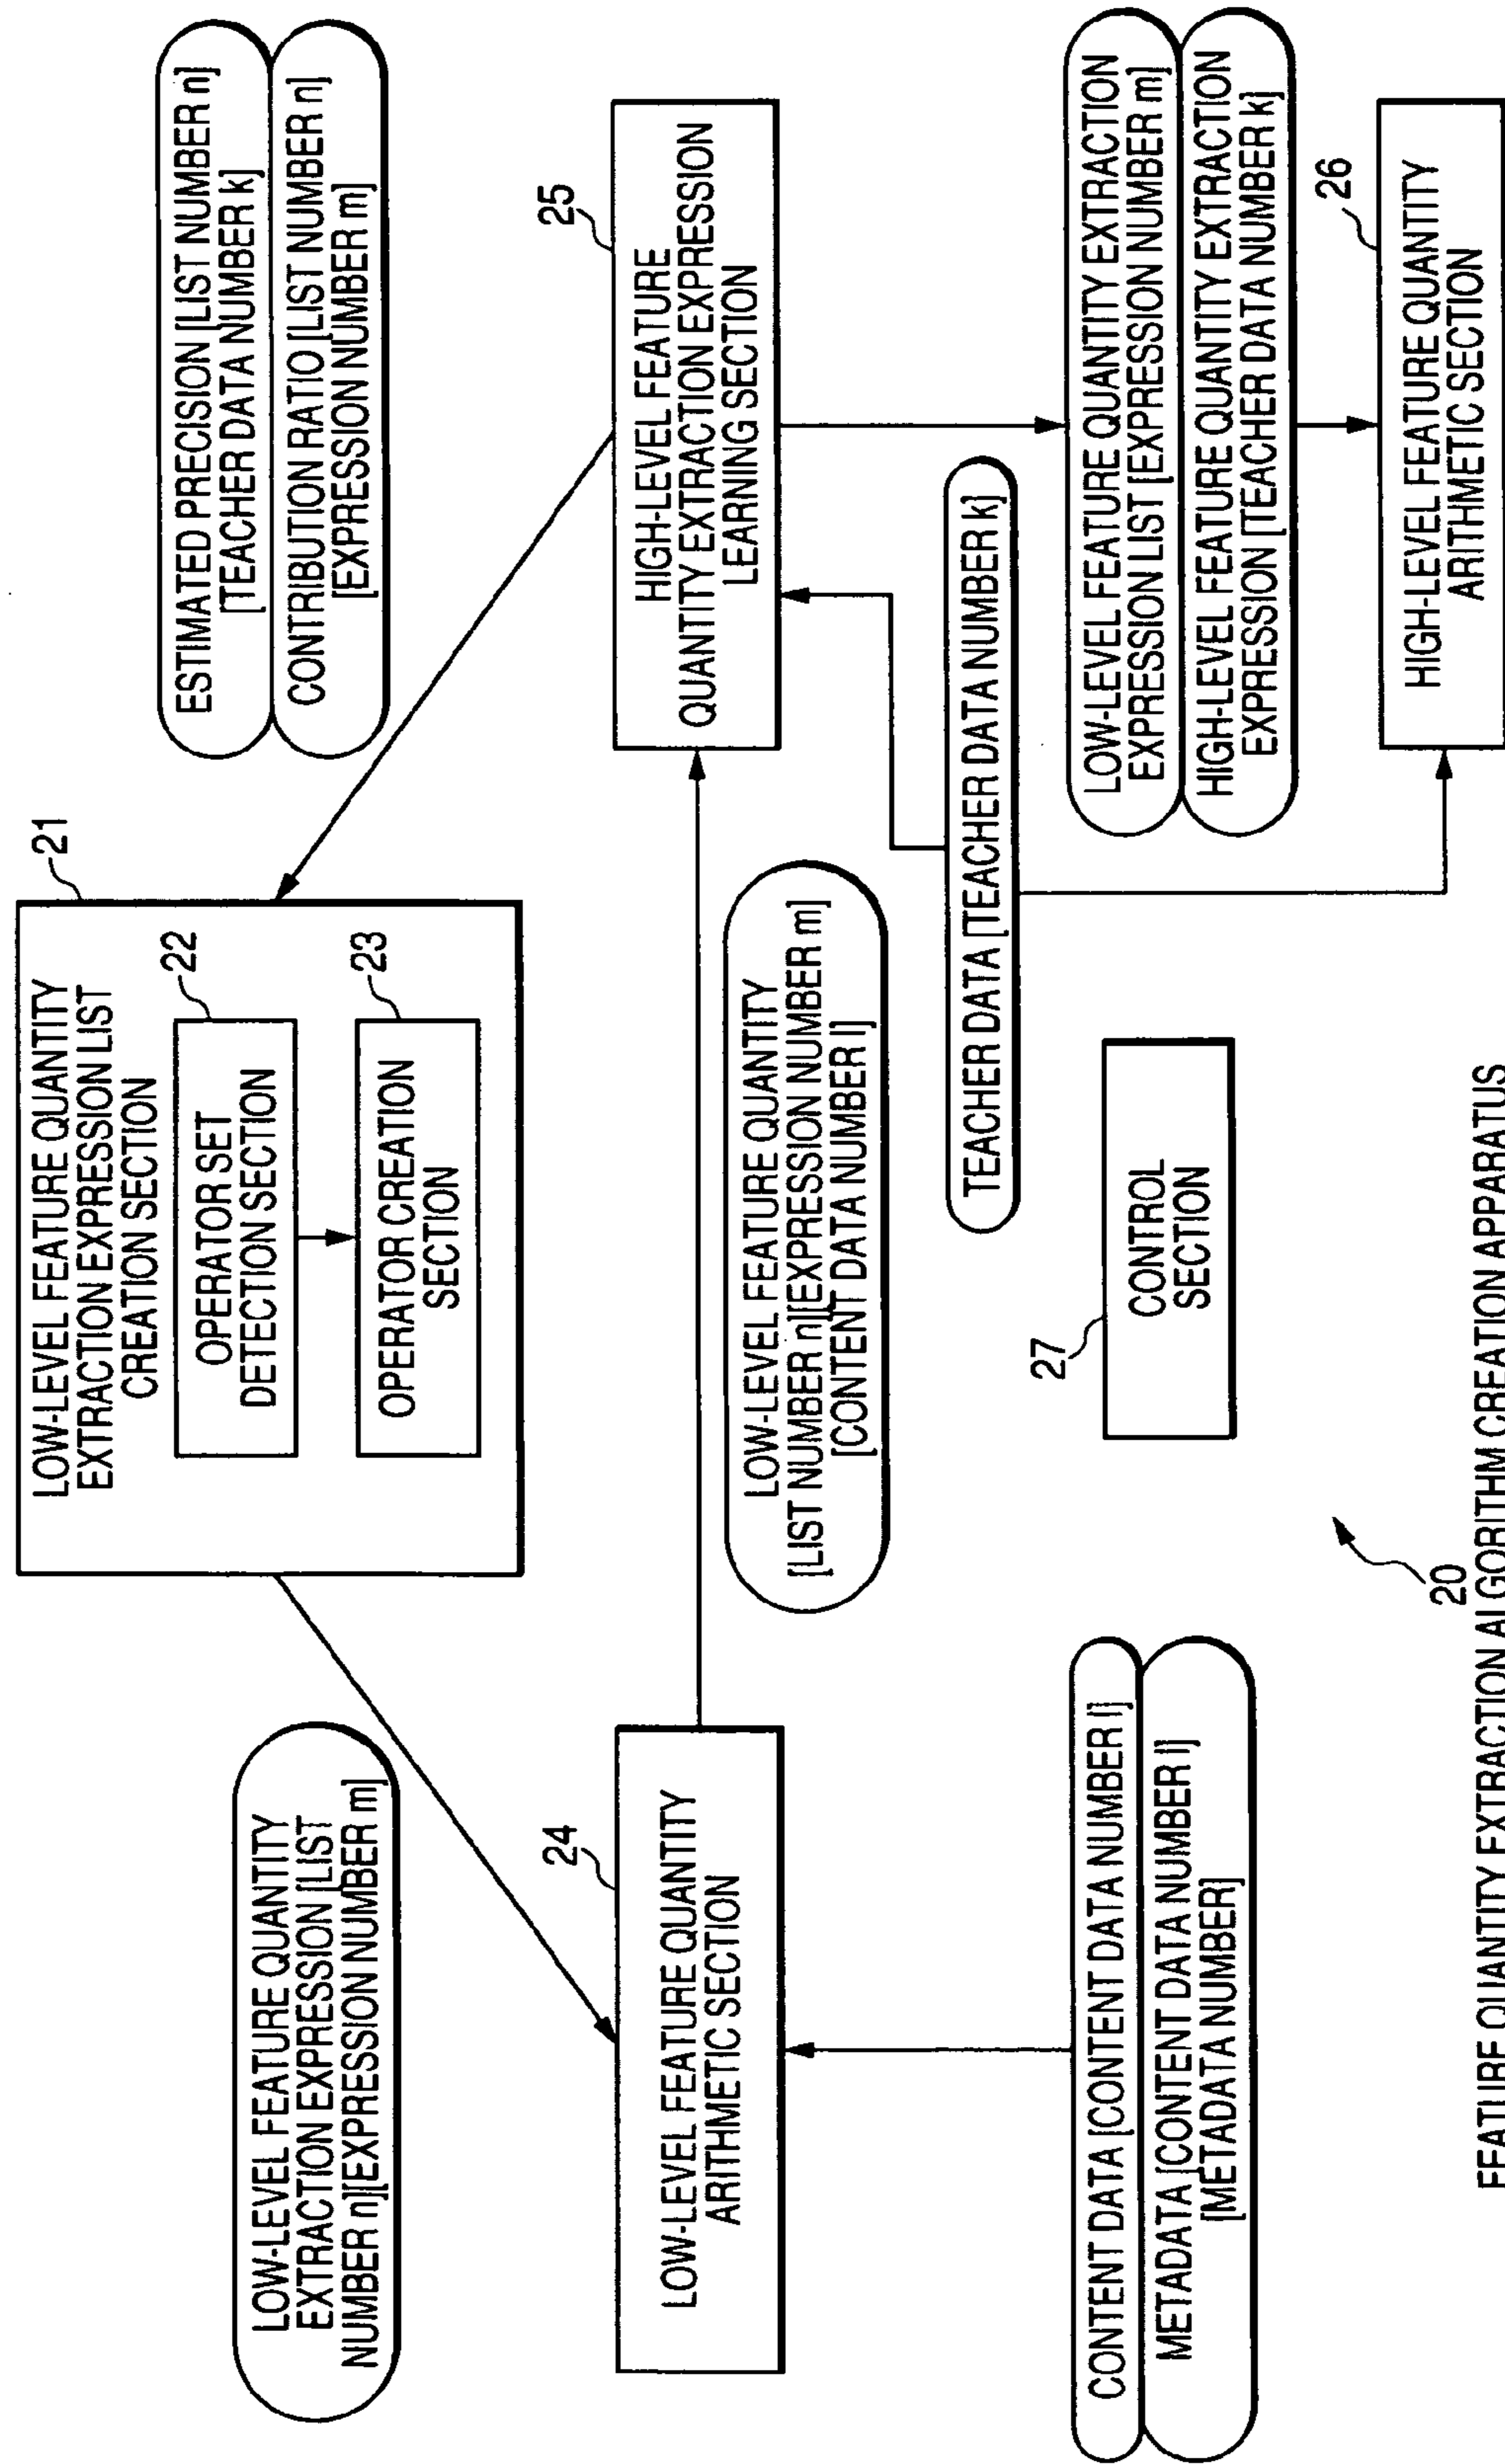 LOW-LEVEL FEATURE QUANTITY
EXTRACTION EXPRESSION LIST
CREATION SECTION
21
OPERATOR SET
DETECTION SECTION
22
OPERATOR CREATION
SECTION
23
LOW-LEVEL FEATURE QUANTITY
EXTRACTION EXPRESSION [LIST
NUMBER n][EXPRESSION NUMBER m]
ESTIMATED PRECISION [LIST NUMBER n]
[TEACHER DATA NUMBER k]
CONTRIBUTION RATIO [LIST NUMBER n]
[EXPRESSION NUMBER m]
24
LOW-LEVEL FEATURE QUANTITY
ARITHMETIC SECTION
25
HIGH-LEVEL FEATURE
QUANTITY EXTRACTION EXPRESSION
LEARNING SECTION
LOW-LEVEL FEATURE QUANTITY
[LIST NUMBER n][EXPRESSION NUMBER m]
[CONTENT DATA NUMBER l]
TEACHER DATA [TEACHER DATA NUMBER k]
CONTENT DATA [CONTENT DATA NUMBER l]
METADATA [CONTENT DATA NUMBER l]
[METADATA NUMBER]
27
CONTROL
SECTION
LOW-LEVEL FEATURE QUANTITY EXTRACTION
EXPRESSION LIST [EXPRESSION NUMBER m]
HIGH-LEVEL FEATURE QUANTITY EXTRACTION
EXPRESSION [TEACHER DATA NUMBER k]
26
HIGH-LEVEL FEATURE QUANTITY
ARITHMETIC SECTION
20
FEATURE QUANTITY EXTRACTION ALGORITHM CREATION APPARATUS